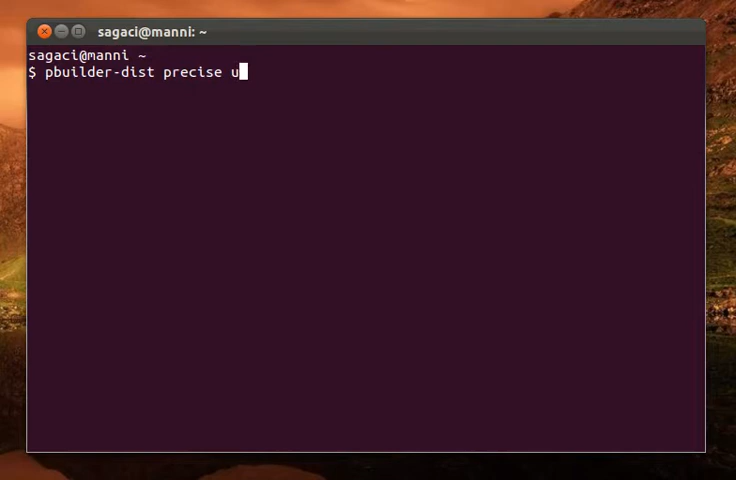 sagaci@manni: ~
sagaci@manni ~
$ pbuilder-dist precise u